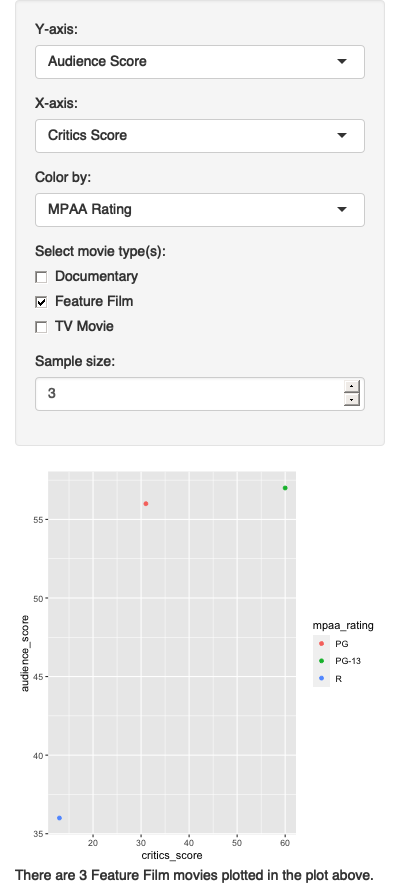 Y-axis:
Audience Score
X-axis:
Critics Score
Color by:
MPAA Rating
Select movie type(s):
Documentary
Feature Film
TV Movie
Sample size:
3
55
50
45
40
35
audience_score
20
30
40
50
60
critics_score
mpaa_rating
PG
PG-13
R
There are 3 Feature Film movies plotted in the plot above.